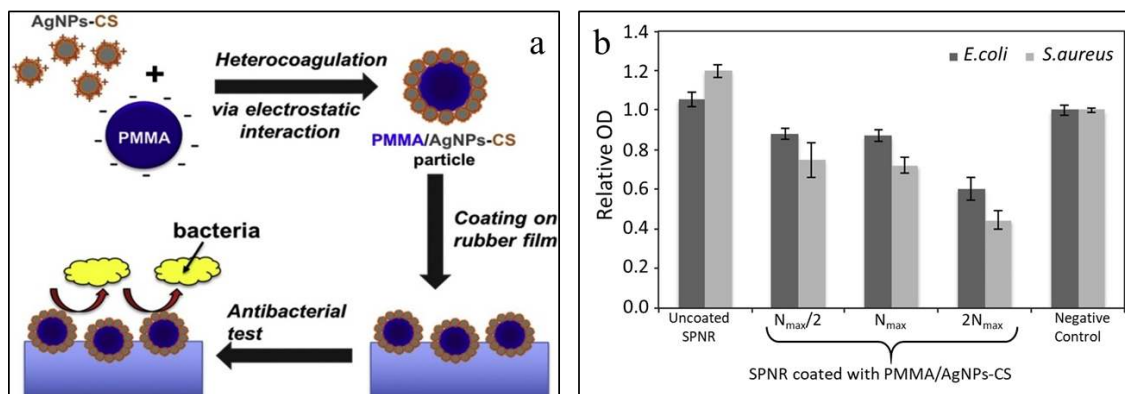 a
AgNPs-CS
+
PMMA
Heterocoagulation
via electrostatic
interaction
PMMA/AgNPs-CS
particle
Coating on
rubber film
bacteria
Antibacterial
test
b
E.coli S.aureus
Relative OD
1.4
1.2
1.0
0.8
0.6
0.4
0.2
0.0
Uncoated
SPNR
Nmax/2
Nmax
2Nmax
Negative
Control
SPNR coated with PMMA/AgNPs-CS